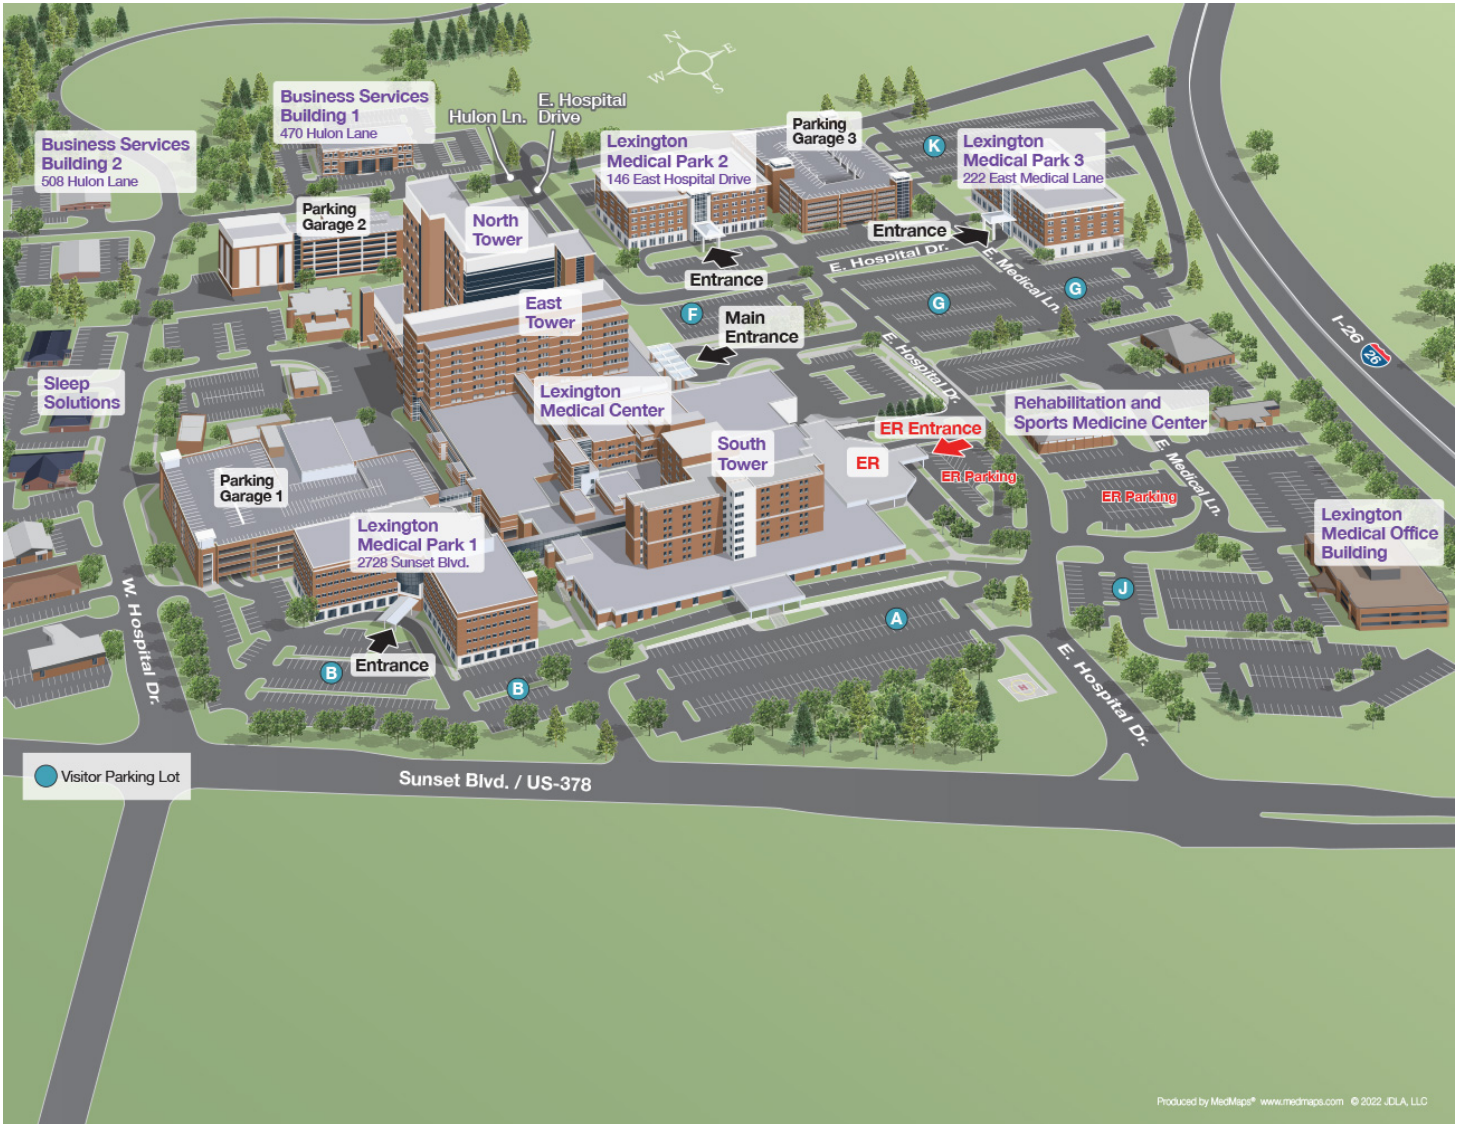 N
E
W
S
Business Services
Building 1
470 Hulon Lane
Hulon Ln.
E. Hospital
Drive
Business Services
Building 2
508 Hulon Lane
Lexington
Medical Park 2
146 East Hospital Drive
Parking
Garage 3
K
Lexington
Medical Park 3
222 East Medical Lane
Parking
Garage 2
North
Tower
Entrance
E. Hospital Dr.
Entrance
E. Medical Ln.
G
G
F
East
Tower
Main
Entrance
I-26
26
E. Hospital Dr.
Sleep
Solutions
Lexington
Medical Center
Rehabilitation and
Sports Medicine Center
ER Entrance
South
Tower
ER
ER Parking
E. Medical Ln.
ER Parking
Parking
Garage 1
Lexington
Medical Park 1
2728 Sunset Blvd.
Lexington
Medical Office
Building
W. Hospital Dr.
J
A
Entrance
B
B
H
E. Hospital Dr.
Visitor Parking Lot
Sunset Blvd. / US-378
Produced by MedMaps® www.medmaps.com © 2022 JDLA, LLC